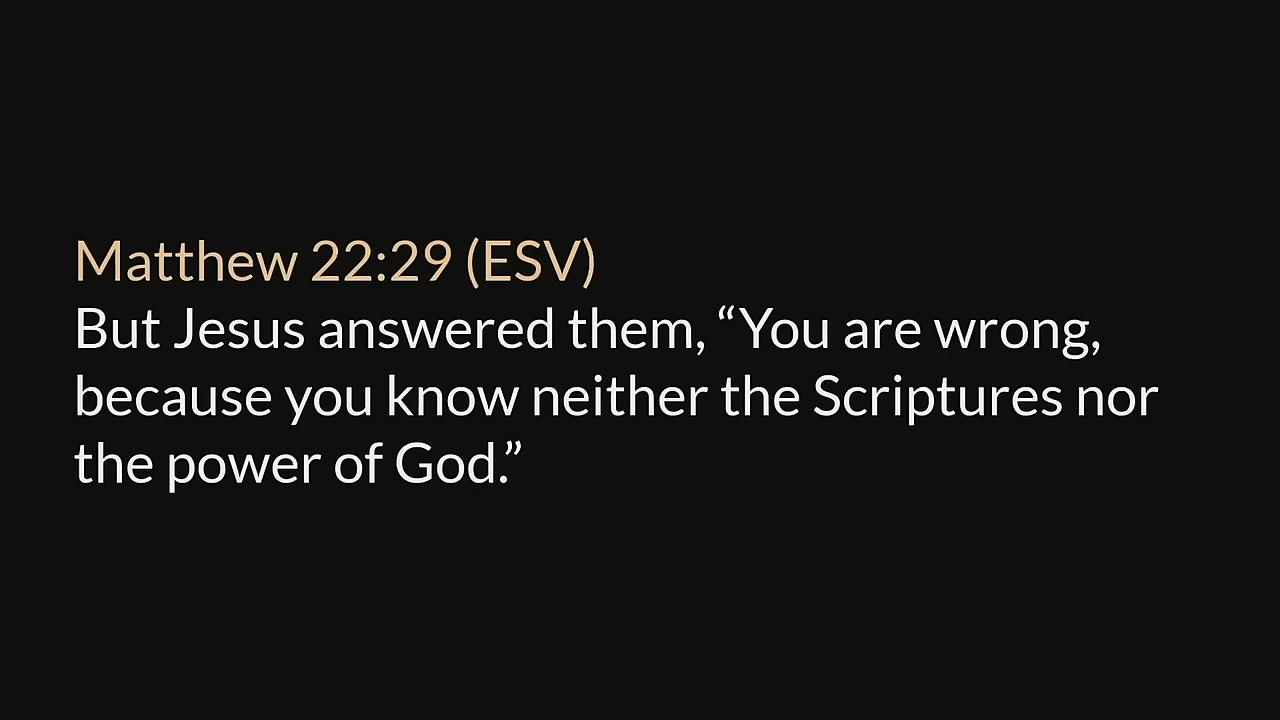 Matthew 22:29 (ESV)
But Jesus answered them, “You are wrong,
because you know neither the Scriptures nor
the power of God.”